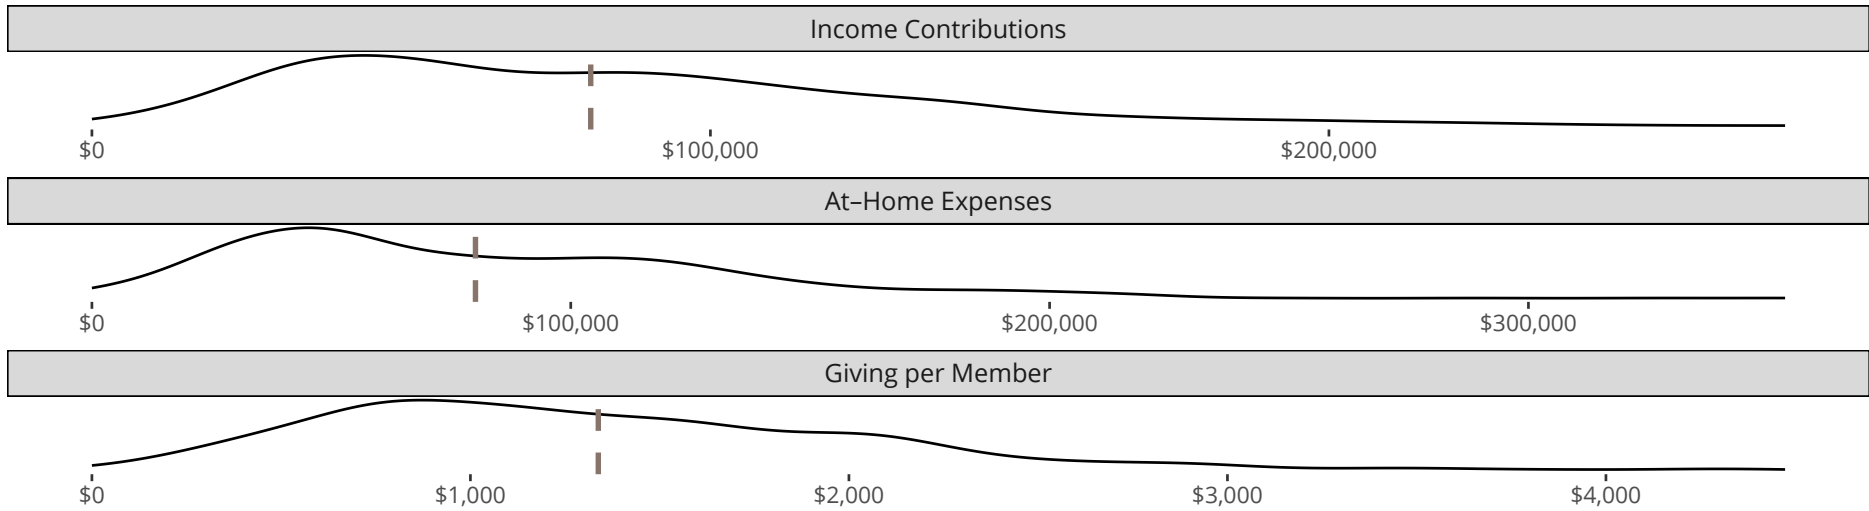 Income Contributions
$0 $100,000 $200,000
At–Home Expenses
$0 $100,000 $200,000 $300,000
Giving per Member
$0 $1,000 $2,000 $3,000 $4,000